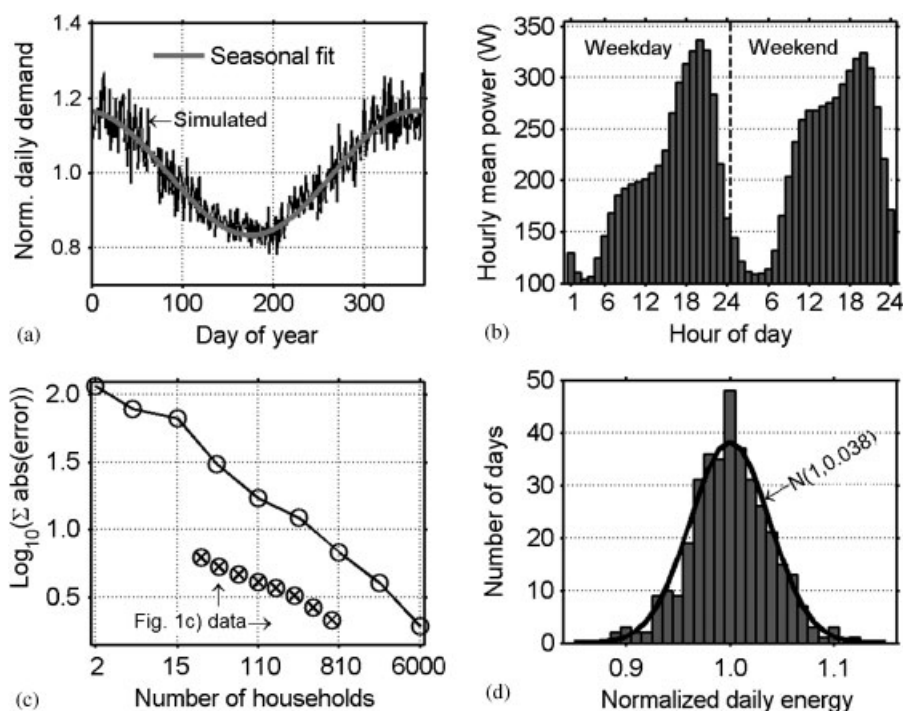 1.4
Seasonal fit
1.2
Simulated
1.0
0.8
Norm. daily demand
0 100 200 300
(a) Day of year
350
Weekday Weekend
300
250
200
150
100
Hourly mean power (W)
1 6 12 18 24 6 12 18 24
(b) Hour of day
2.0
1.5
1.0
0.5
Log10(Σ abs(error))
Fig. 1c) data
2 15 110 810 6000
(c) Number of households
50
40
30
20
10
0
Number of days
N(1,0.038)
0.9 1.0 1.1
(d) Normalized daily energy